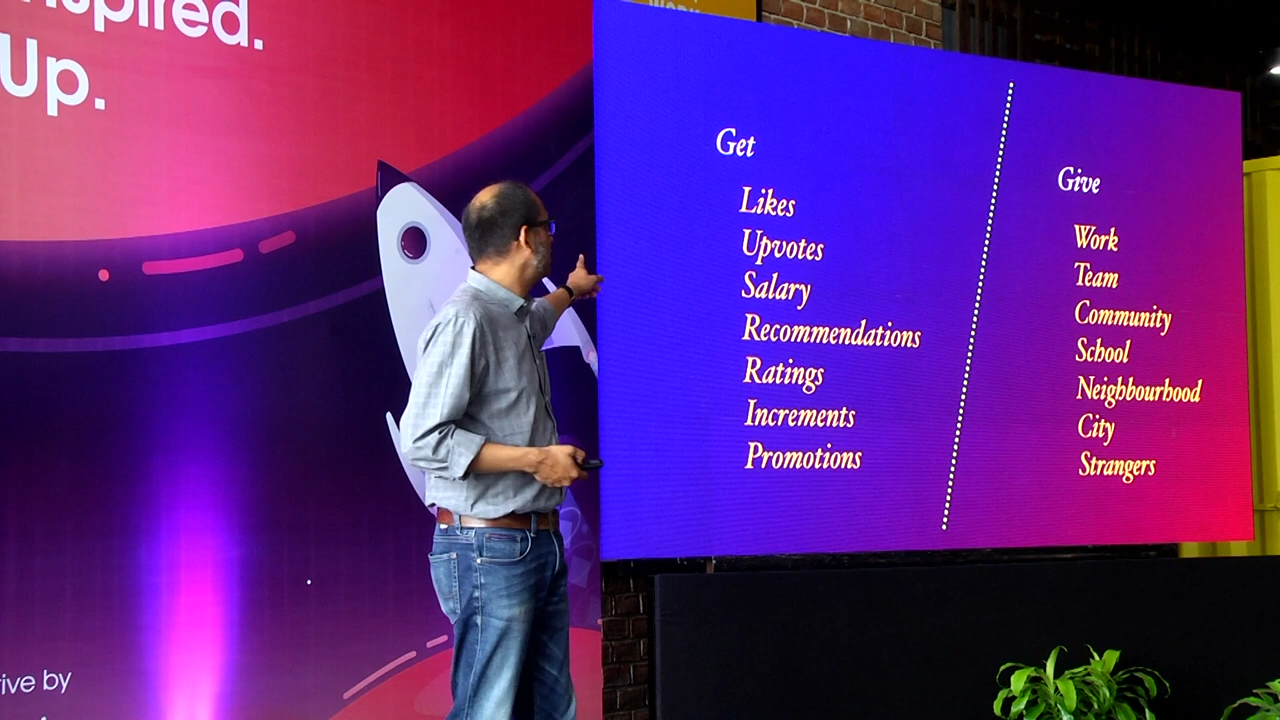 nspired.
Up.
Get
Likes
Upvotes
Salary
Recommendations
Ratings
Increments
Promotions
Give
Work
Team
Community
School
Neighbourhood
City
Strangers
ive by